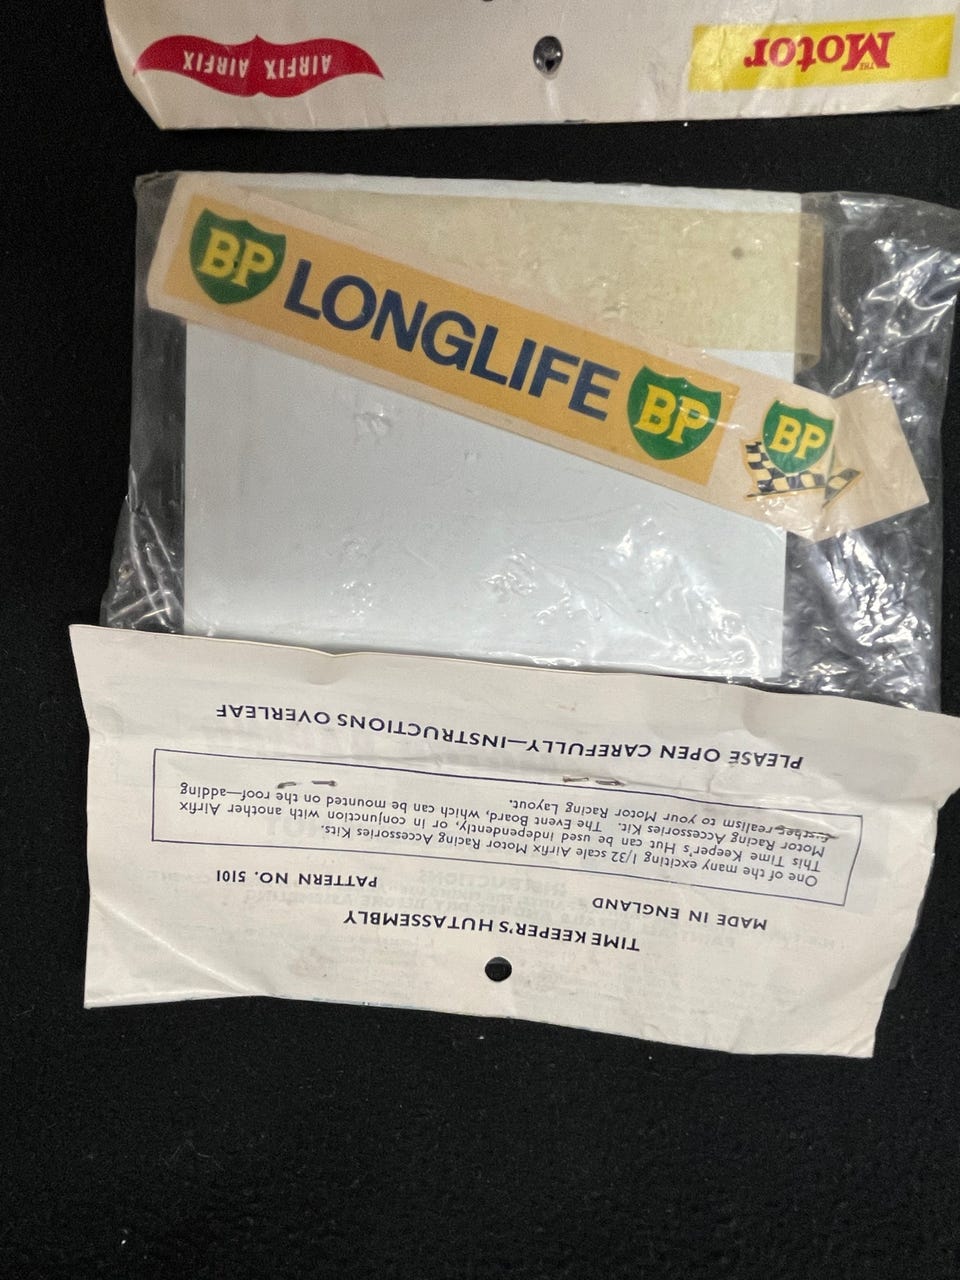 AIRFIX AIRFIX
THE Motor
BP LONGLIFE BP
BP
TIME KEEPER'S HUT ASSEMBLY
MADE IN ENGLAND
PATTERN NO. 5101
One of the many exciting 1/32 scale Airfix Motor Racing Accessories Kits.
This Time Keeper's Hut can be used independently, or in conjunction with another Airfix
Motor Racing Accessories Kit. The Event Board, which can be mounted on the roof—adding
realism to your Motor Racing Layout.
PLEASE OPEN CAREFULLY—INSTRUCTIONS OVERLEAF